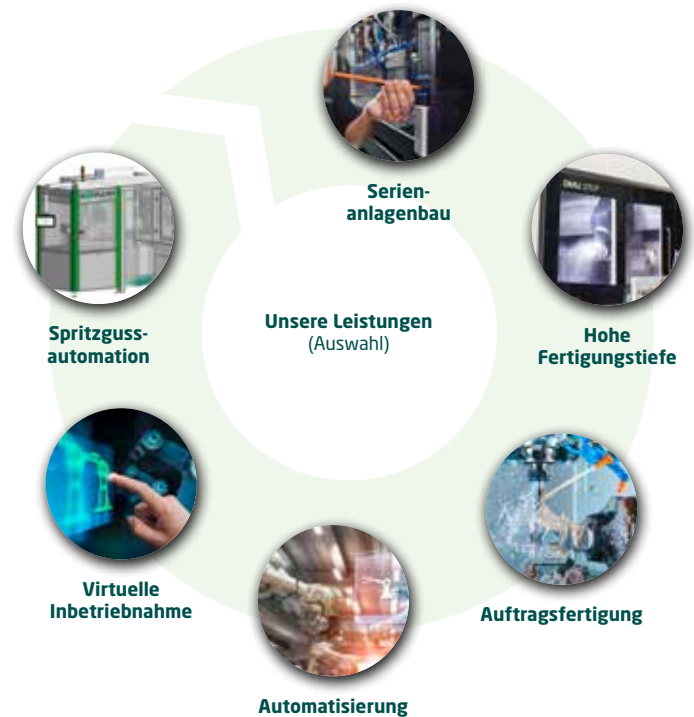 Serien-
anlagenbau
Hohe
Fertigungstiefe
Auftragsfertigung
Automatisierung
Virtuelle
Inbetriebnahme
Spritzguss-
automation
Unsere Leistungen
(Auswahl)